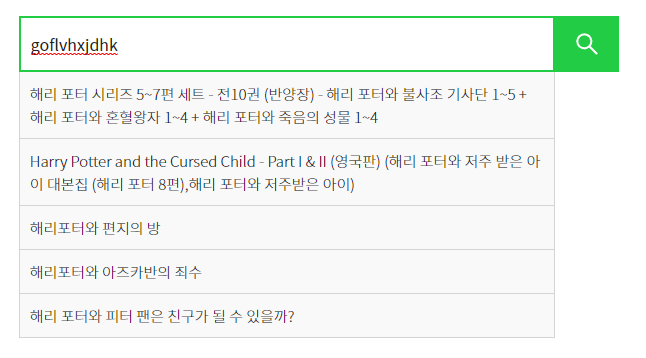 goflvhxjdhk
해리 포터 시리즈 5~7편 세트 - 전10권 (반양장) - 해리 포터와 불사조 기사단 1~5 +
해리 포터와 혼혈왕자 1~4 + 해리 포터와 죽음의 성물 1~4
Harry Potter and the Cursed Child - Part I & II (영국판) (해리 포터와 저주 받은 아
이 대본집 (해리 포터 8편),해리 포터와 저주받은 아이)
해리포터와 편지의 방
해리포터와 아즈카반의 죄수
해리 포터와 피터 팬은 친구가 될 수 있을까?